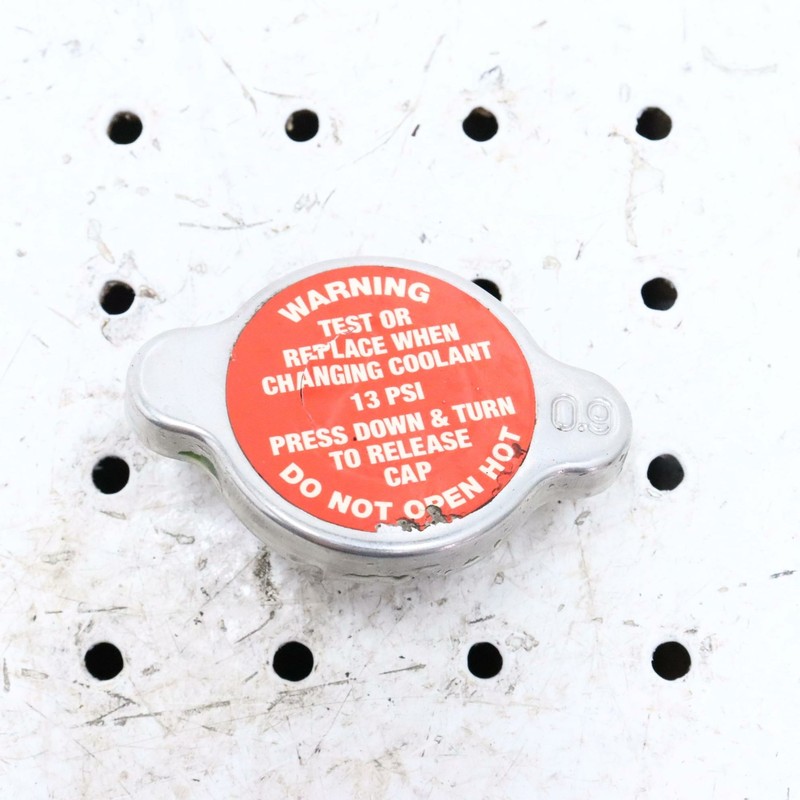 WARNING
TEST OR
REPLACE WHEN
CHANGING COOLANT
13 PSI
PRESS DOWN & TURN
TO RELEASE
CAP
DO NOT OPEN HOT
0.9